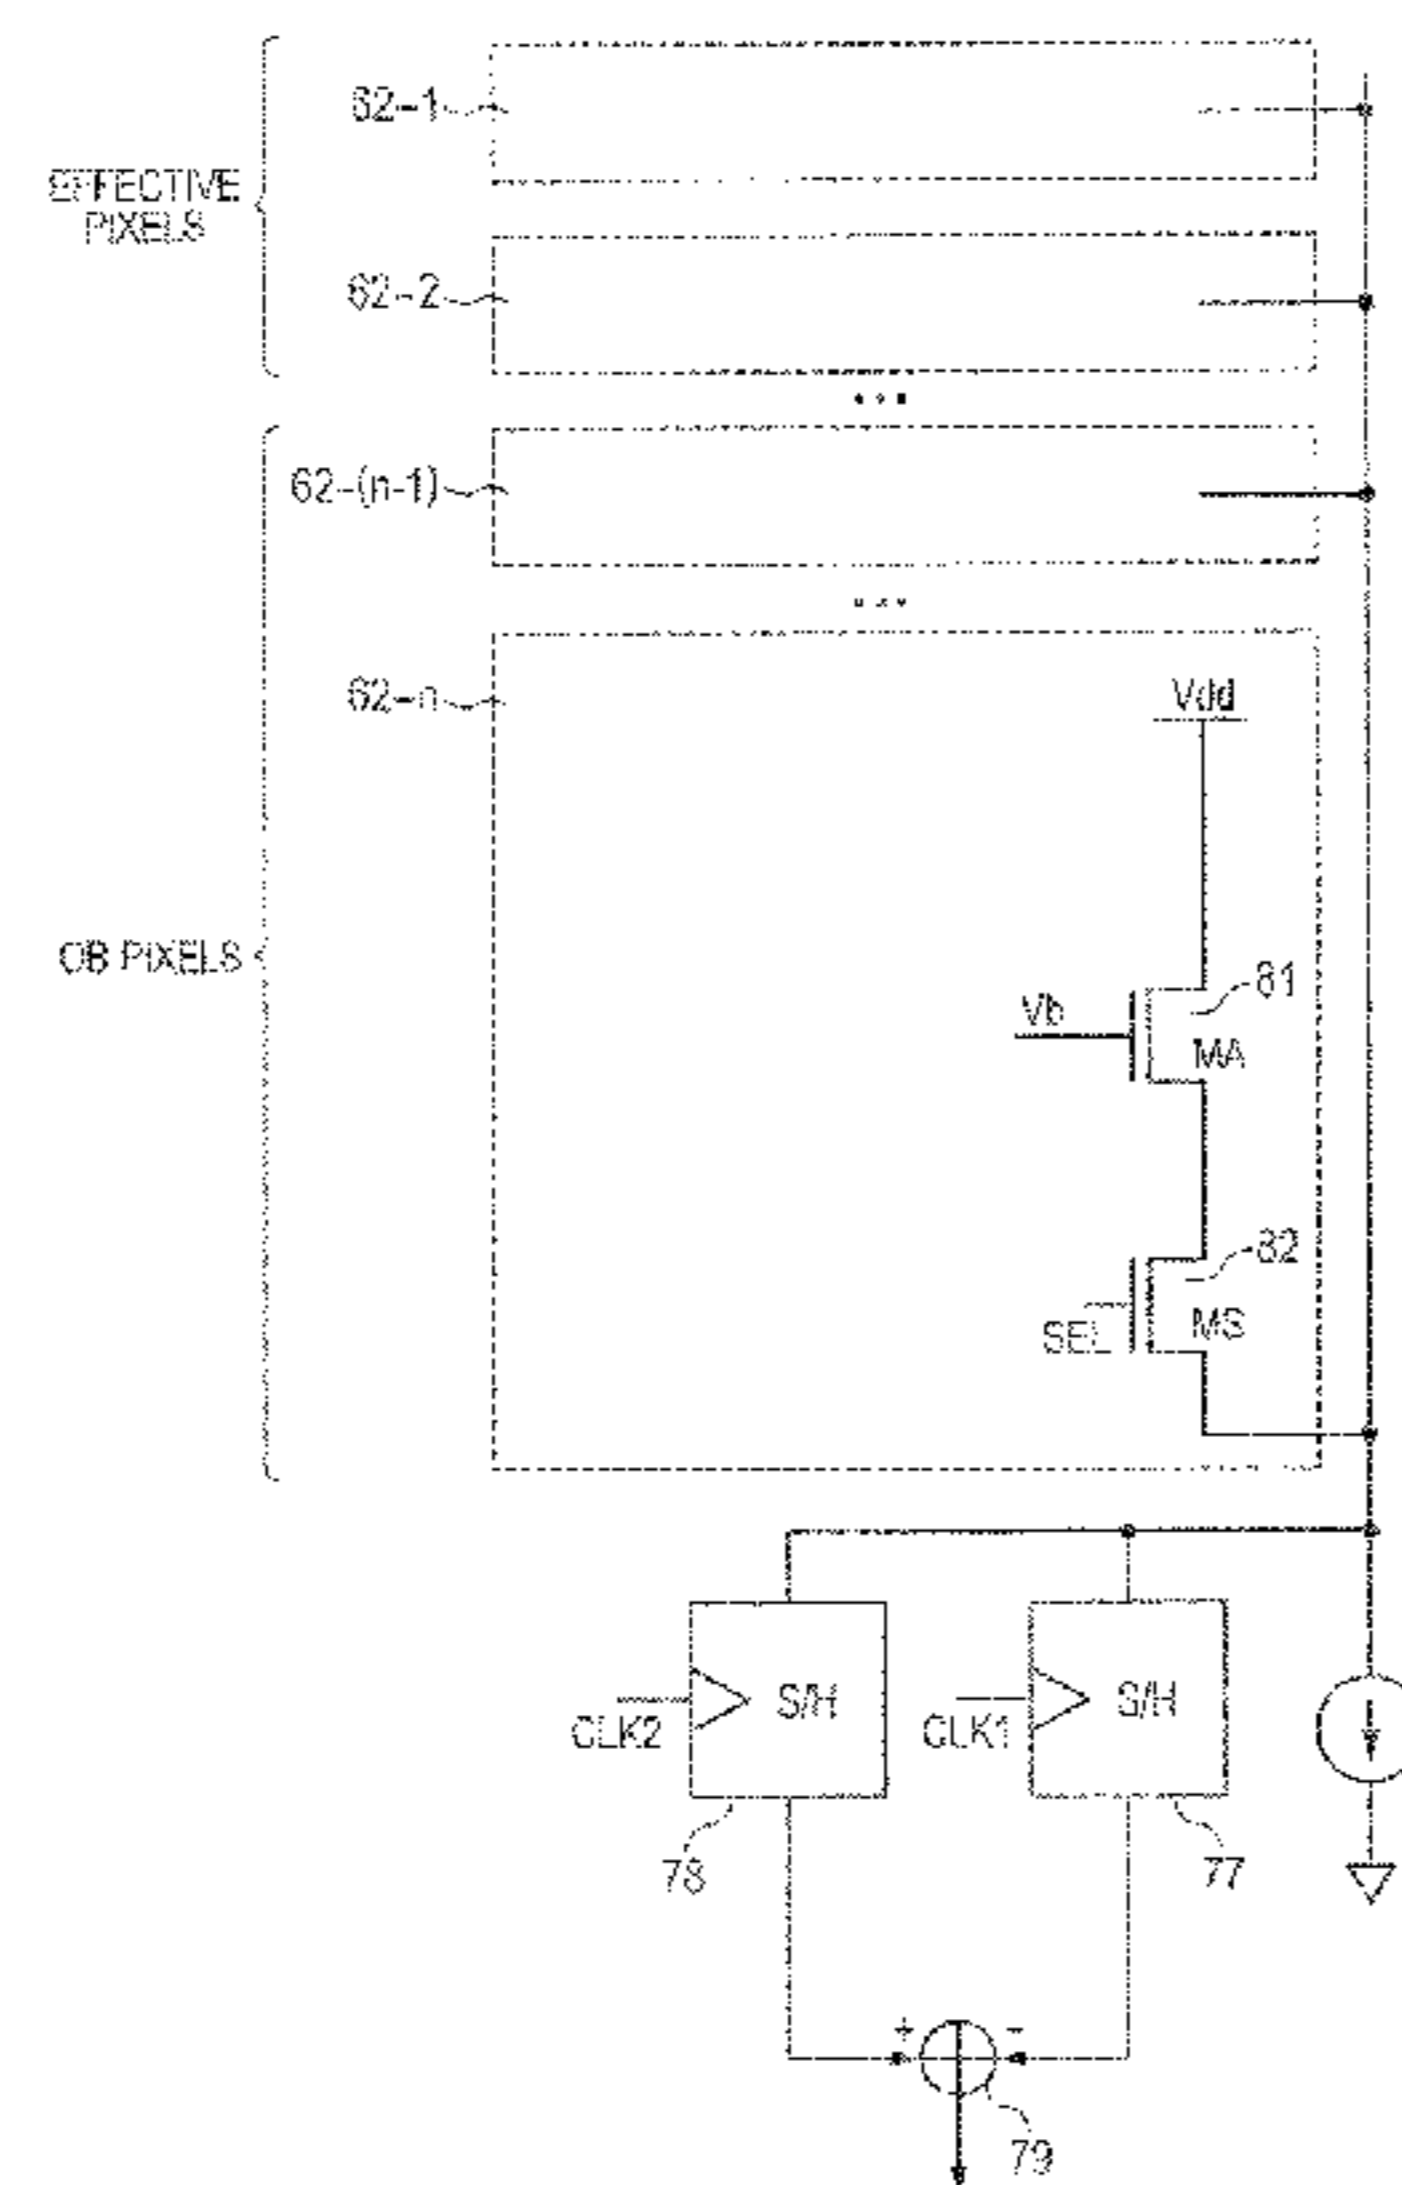 62-1
EFFECTIVE
PIXELS
62-2
62-(n-1)
62-n
Vdd
OB PIXELS
81
Vb
MA
82
SEL
MS
S/H
S/H
CLK2
CLK1
78
77
+
-
79